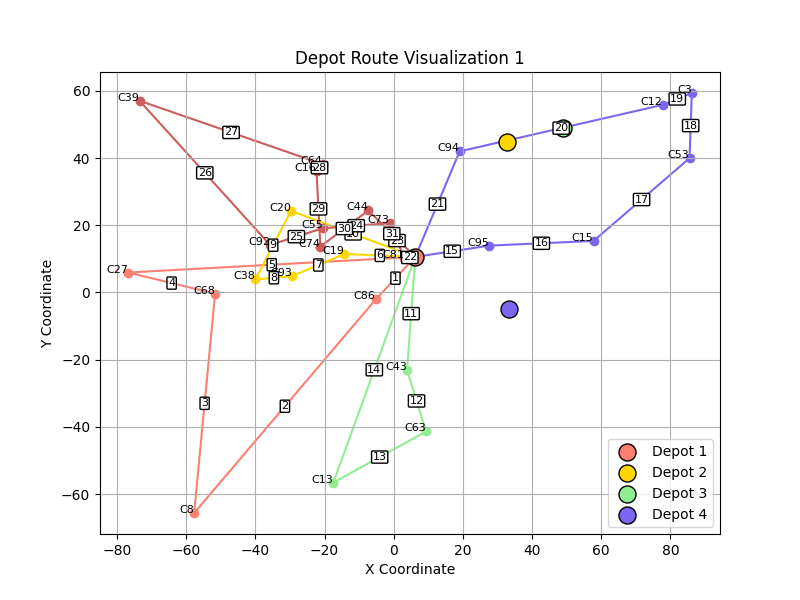 Depot Route Visualization 1
Y Coordinate
60
40
20
0
−20
−40
−60
−80
−60
−40
−20
0
20
40
60
80
X Coordinate
C39
27
26
C64
C16
28
29
C20
C44
C73
C55
30
24
31
C92
9
25
C74
C19
C81
22
5
6
7
C38
8
C27
4
C68
C86
1
3
2
C8
11
14
C43
12
C63
13
C13
C94
21
20
C12
19
C3
18
C53
17
C15
16
C95
15
Depot 1
Depot 2
Depot 3
Depot 4